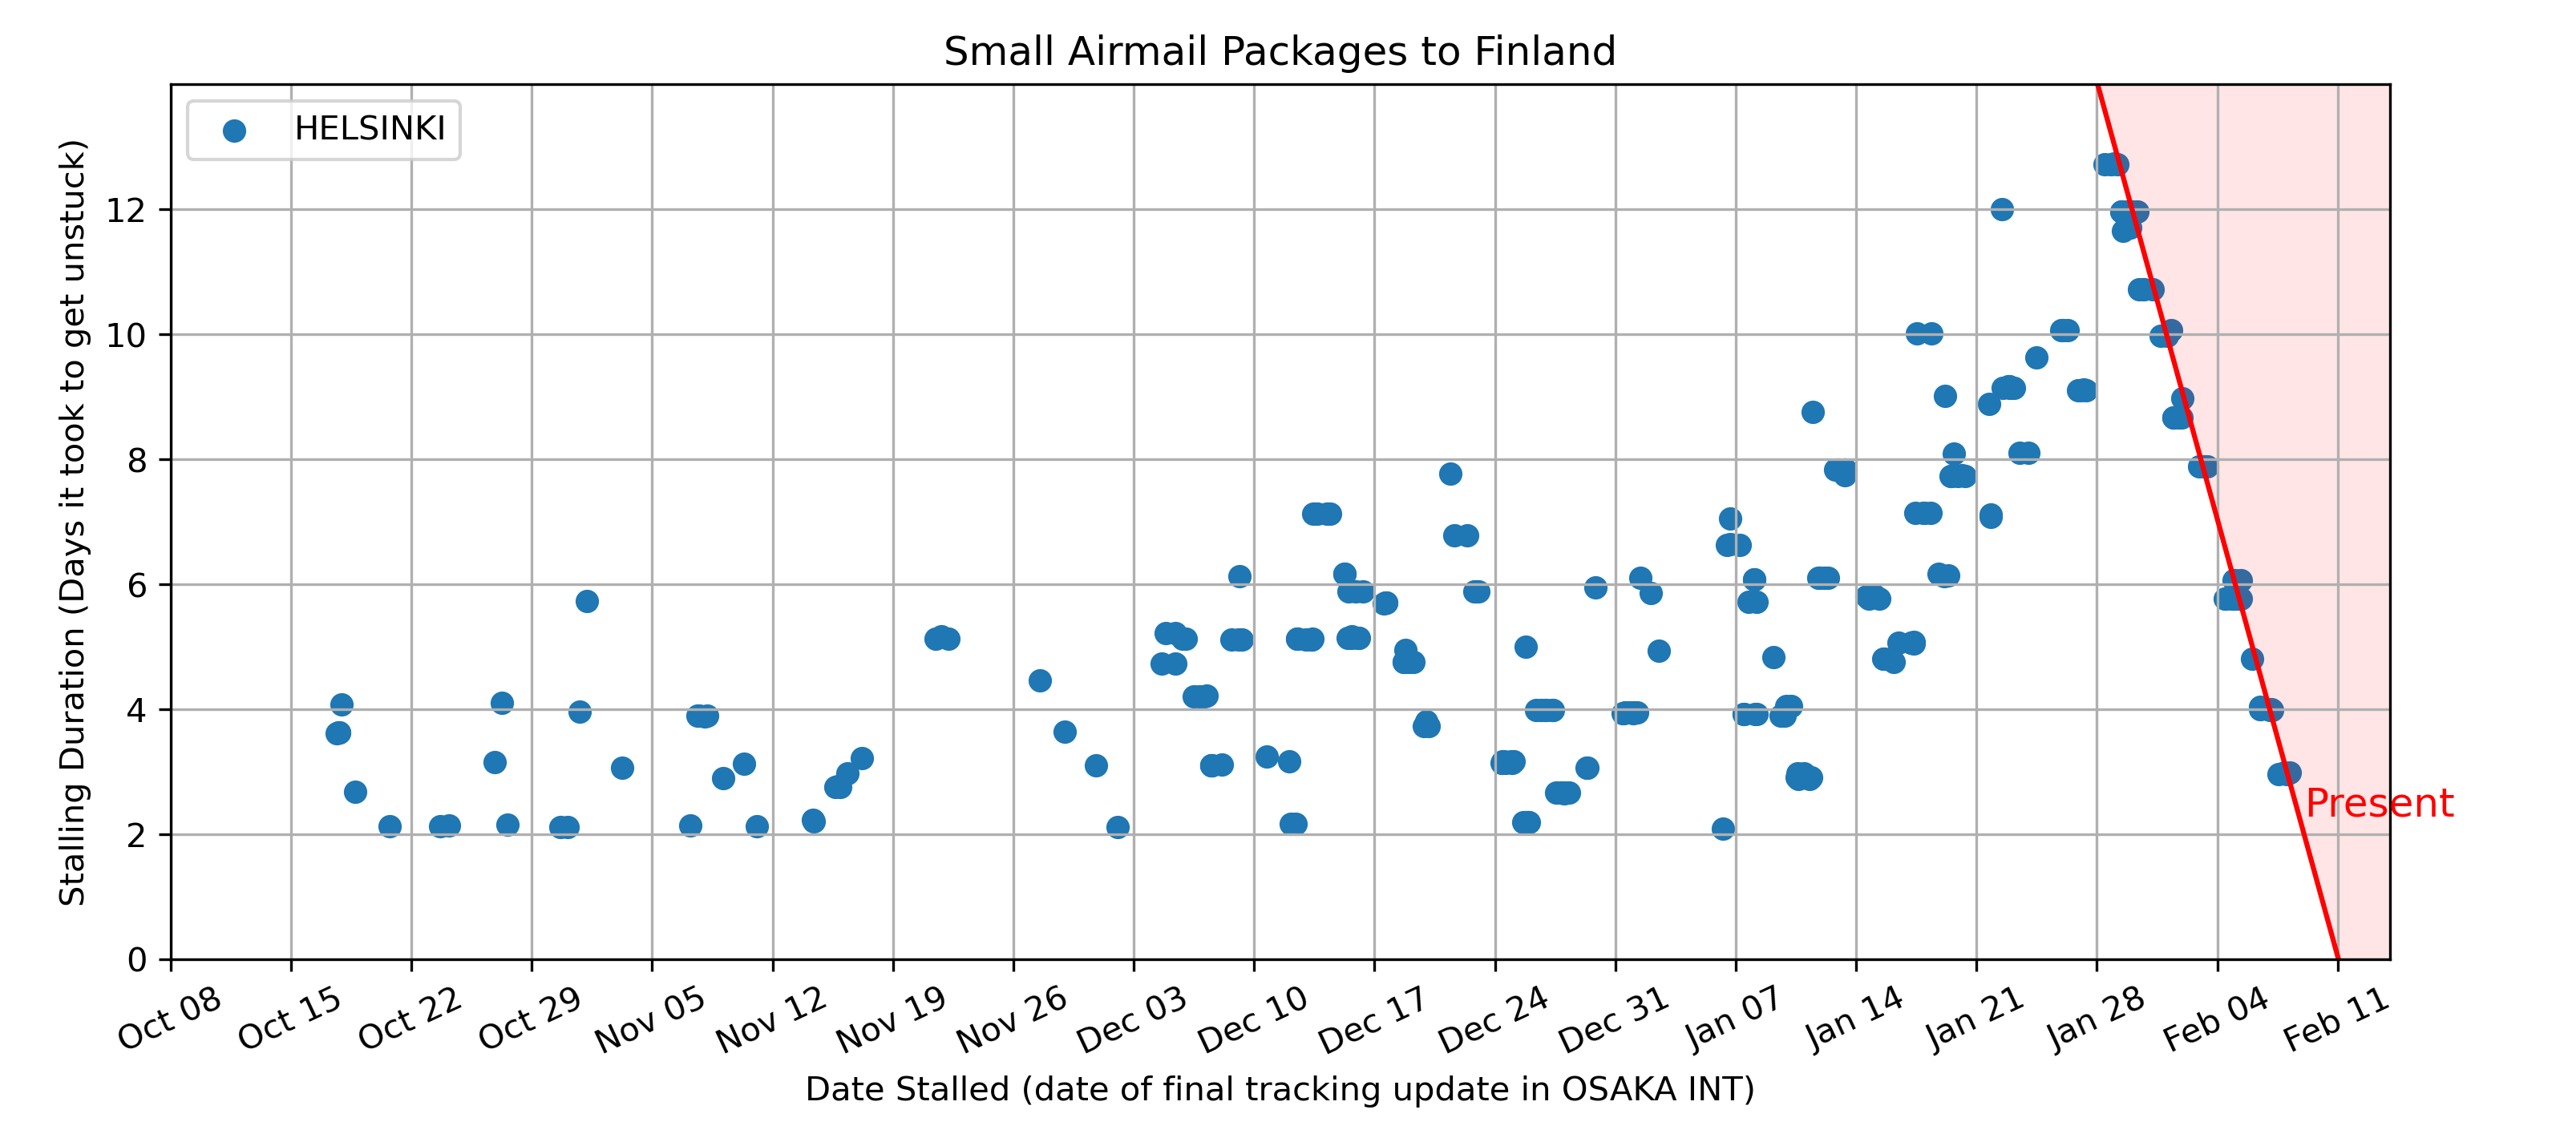 Small Airmail Packages to Finland
HELSINKI
Stalling Duration (Days it took to get unstuck)
12
10
8
6
4
2
0
Present
Oct 08
Oct 15
Oct 22
Oct 29
Nov 05
Nov 12
Nov 19
Nov 26
Dec 03
Dec 10
Dec 17
Dec 24
Dec 31
Jan 07
Jan 14
Jan 21
Jan 28
Feb 04
Feb 11
Date Stalled (date of final tracking update in OSAKA INT)